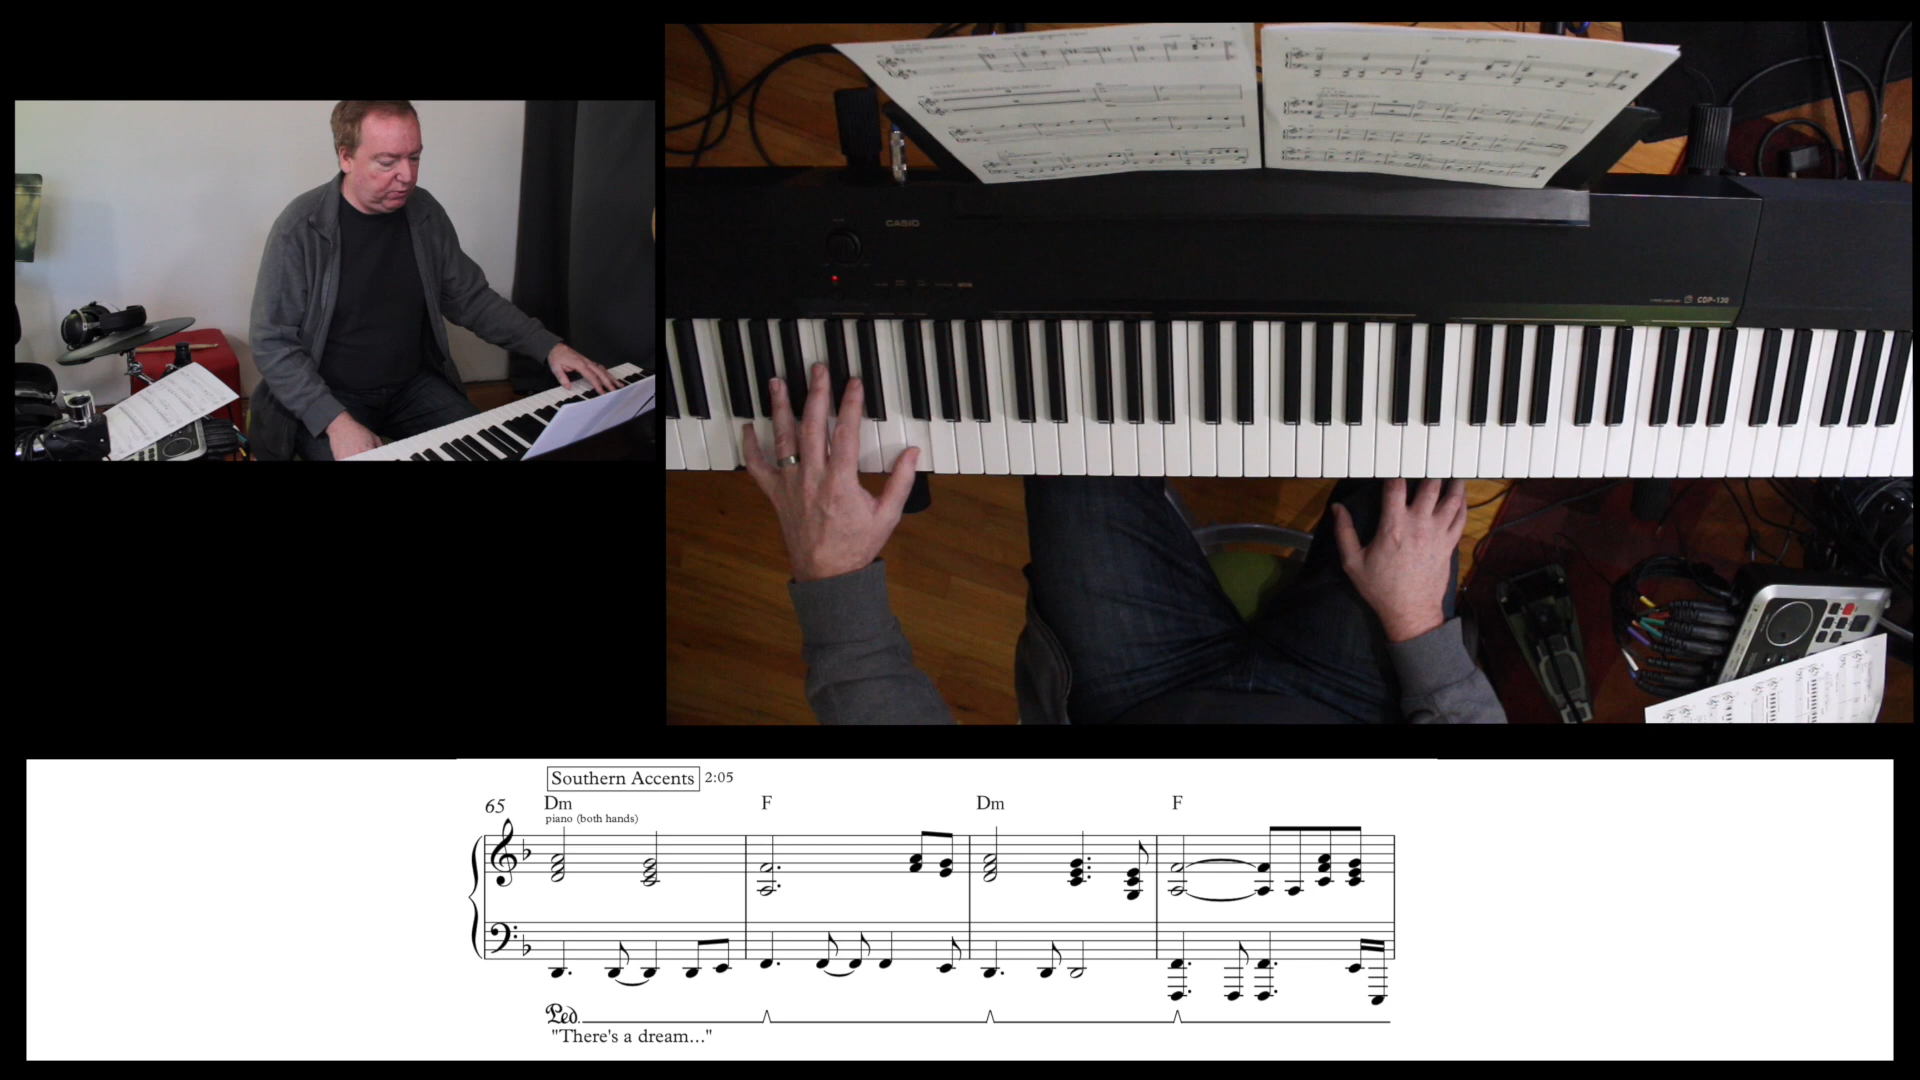 CASIO
CDP-130
Southern Accents 2:05
65 Dm F Dm F
piano (both hands)
Ped.
"There's a dream..."